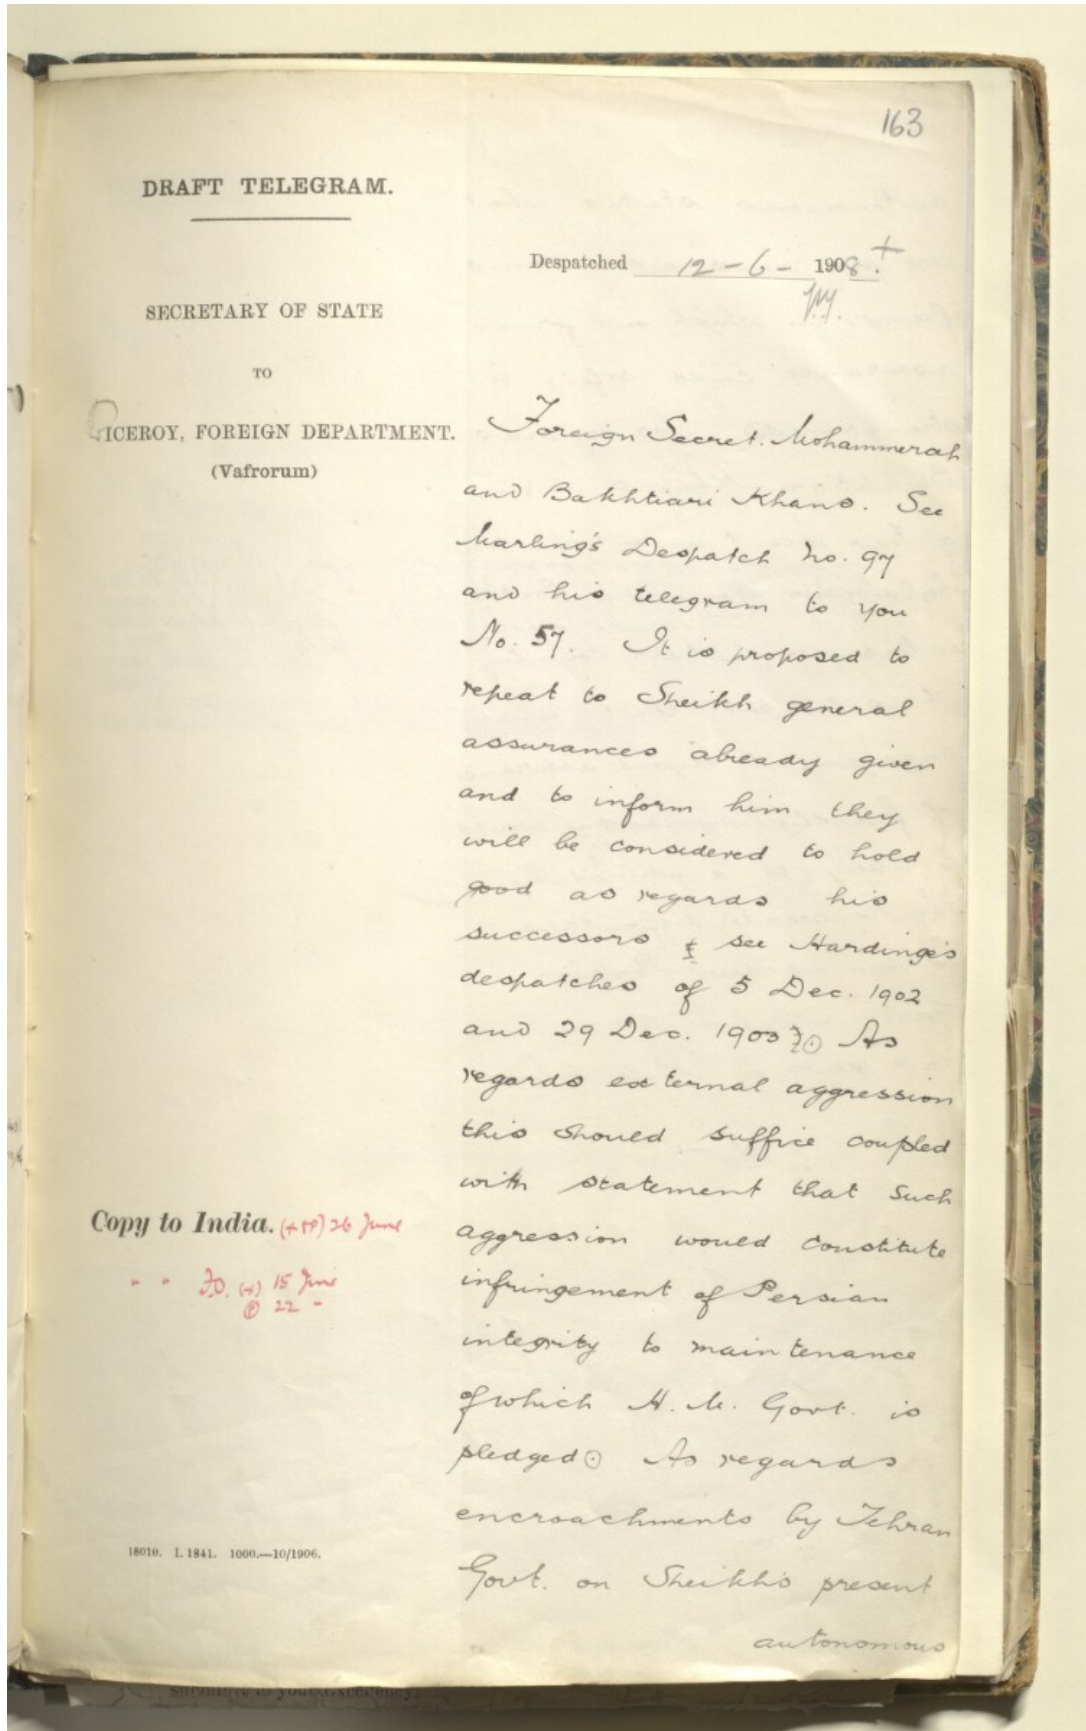 163
DRAFT TELEGRAM.
Despatched 12-6- 1908.
SECRETARY OF STATE
TO
VICEROY, FOREIGN DEPARTMENT.
(Vafrorum)
Foreign Secret. Mohammerah
and Bakhtiari Khans. See
Marling's Despatch No. 97
and his telegram to you
No. 57. It is proposed to
repeat to Sheikh general
assurances already given
and to inform him they
will be considered to hold
good as regards his
successors & see Hardinge's
despatches of 5 Dec. 1902
and 29 Dec. 1903 As
regards external aggression
this should suffice coupled
with statement that such
aggression would constitute
infringement of Persian
integrity to maintenance
of which H. M. Govt. is
pledged As regards
encroachments by Tehran
Govt. on Sheikh's present
autonomous
Copy to India. 26 June
" " F.O. (+) 15 June
(P) 22 "
18010. I. 1841. 1000.—10/1906.